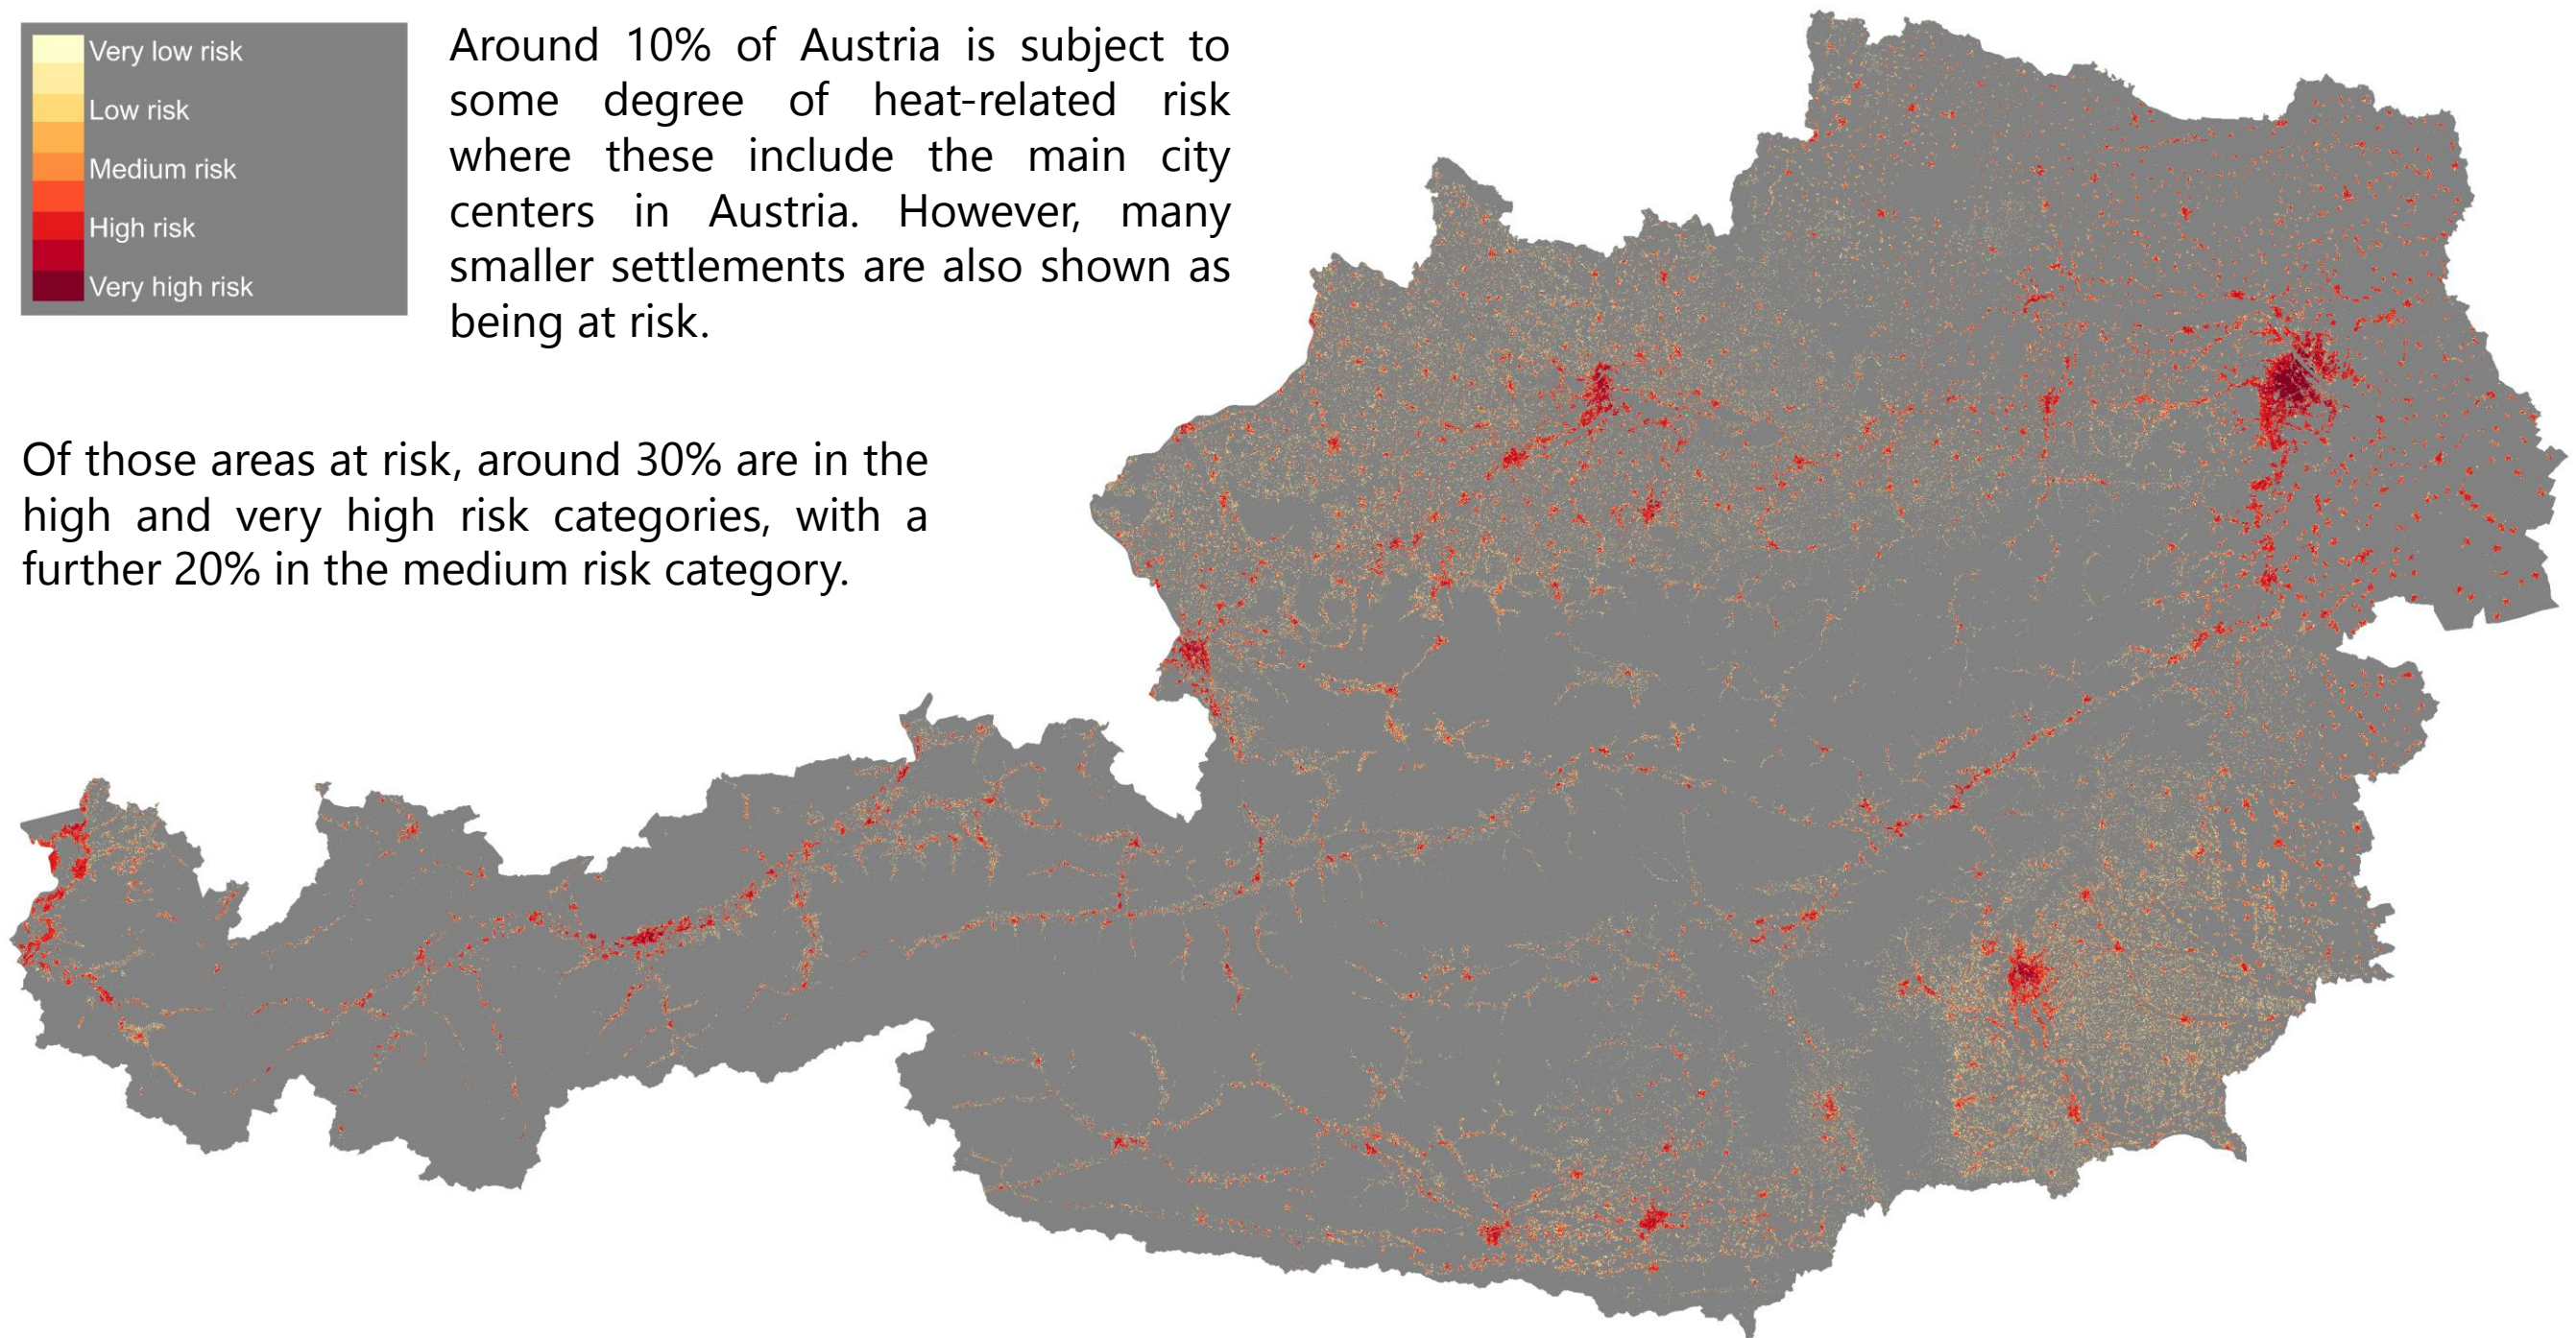 Very low risk
Low risk
Medium risk
High risk
Very high risk
Around 10% of Austria is subject to
some degree of heat-related risk
where these include the main city
centers in Austria. However, many
smaller settlements are also shown as
being at risk.
Of those areas at risk, around 30% are in the
high and very high risk categories, with a
further 20% in the medium risk category.